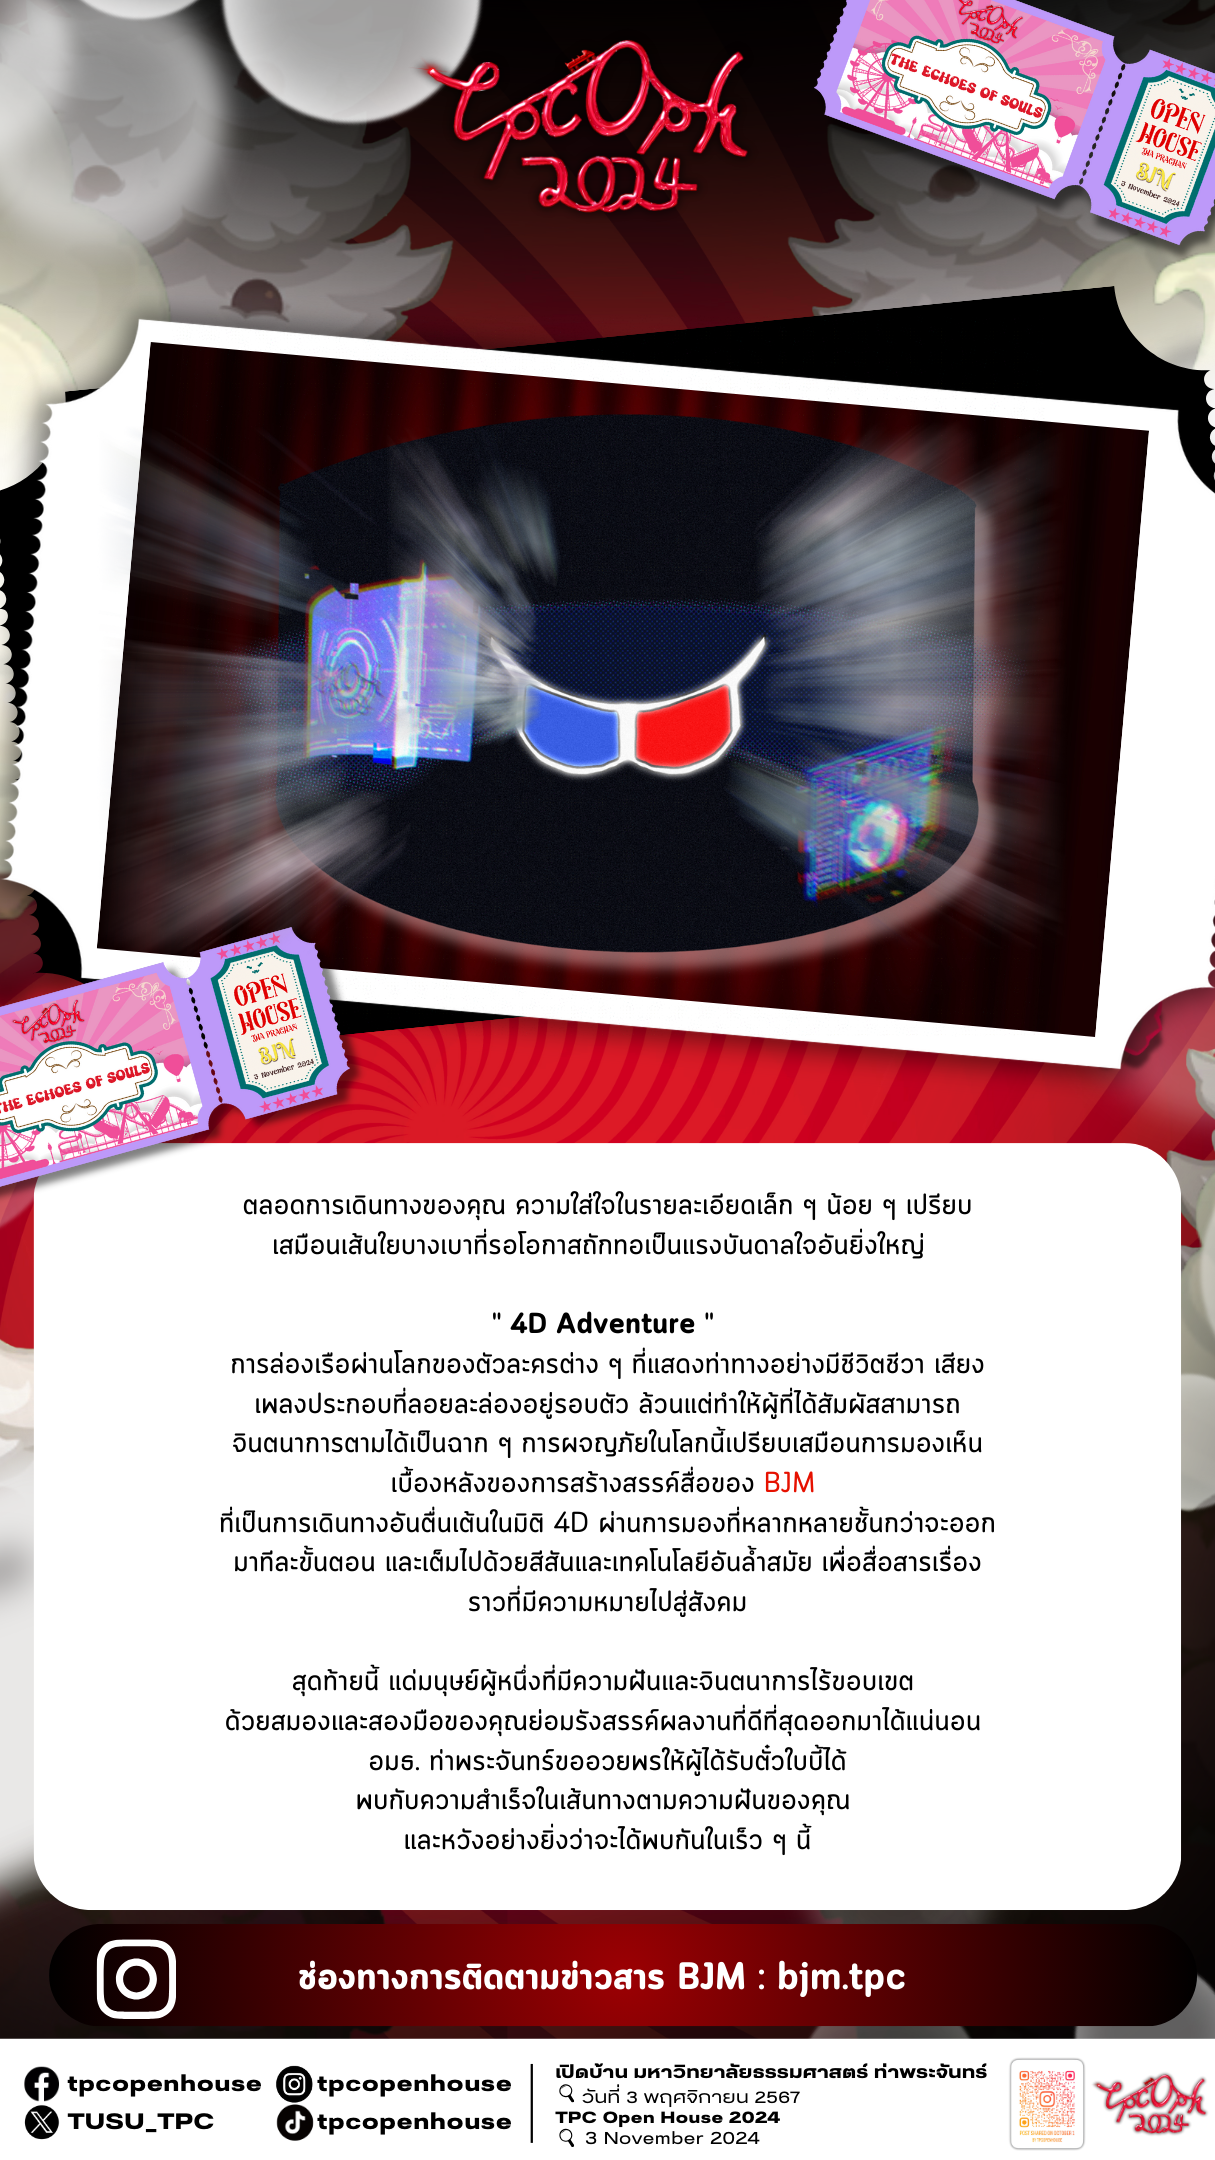 tpcOph
2024
tpcOph
2024
THE ECHOES OF SOULS
OPEN
HOUSE
THA PRACHAN
BJM
3 November 2024
tpcOph
2024
THE ECHOES OF SOULS
OPEN
HOUSE
THA PRACHAN
BJM
3 November 2024
ตลอดการเดินทางของคุณ ความใส่ใจในรายละเอียดเล็ก ๆ น้อย ๆ เปรียบ
เสมือนเส้นใยบางเบาที่รอโอกาสถักทอเป็นแรงบันดาลใจอันยิ่งใหญ่
" 4D Adventure "
การล่องเรือผ่านโลกของตัวละครต่าง ๆ ที่แสดงท่าทางอย่างมีชีวิตชีวา เสียง
เพลงประกอบที่ลอยละล่องอยู่รอบตัว ล้วนแต่ทำให้ผู้ที่ได้สัมผัสสามารถ
จินตนาการตามได้เป็นฉาก ๆ การผจญภัยในโลกนี้เปรียบเสมือนการมองเห็น
เบื้องหลังของการสร้างสรรค์สื่อของ BJM
ที่เป็นการเดินทางอันตื่นเต้นในมิติ 4D ผ่านการมองที่หลากหลายชั้นกว่าจะออก
มาทีละขั้นตอน และเต็มไปด้วยสีสันและเทคโนโลยีอันล้ำสมัย เพื่อสื่อสารเรื่อง
ราวที่มีความหมายไปสู่สังคม
สุดท้ายนี้ แด่มนุษย์ผู้หนึ่งที่มีความฝันและจินตนาการไร้ขอบเขต
ด้วยสมองและสองมือของคุณย่อมรังสรรค์ผลงานที่ดีที่สุดออกมาได้แน่นอน
อมธ. ท่าพระจันทร์ขออวยพรให้ผู้ได้รับตั๋วใบนี้ได้
พบกับความสำเร็จในเส้นทางตามความฝันของคุณ
และหวังอย่างยิ่งว่าจะได้พบกันในเร็ว ๆ นี้
ช่องทางการติดตามข่าวสาร BJM : bjm.tpc
tpcopenhouse
tpcopenhouse
TUSU_TPC
tpcopenhouse
เปิดบ้าน มหาวิทยาลัยธรรมศาสตร์ ท่าพระจันทร์
วันที่ 3 พฤศจิกายน 2567
TPC Open House 2024
3 November 2024
tpcOph
2024